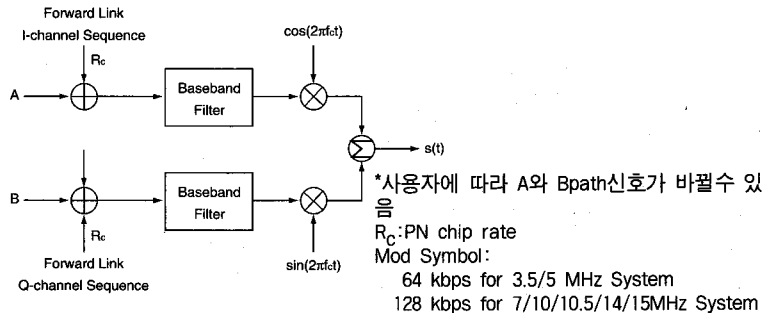 Forward Link
I-channel Sequence
Rc
cos(2πfct)
A
Baseband
Filter
s(t)
B
Baseband
Filter
Rc
Forward Link
Q-channel Sequence
sin(2πfct)
*사용자에 따라 A와 Bpath신호가 바뀔수 있
음
RC:PN chip rate
Mod Symbol:
64 kbps for 3.5/5 MHz System
128 kbps for 7/10/10.5/14/15MHz System